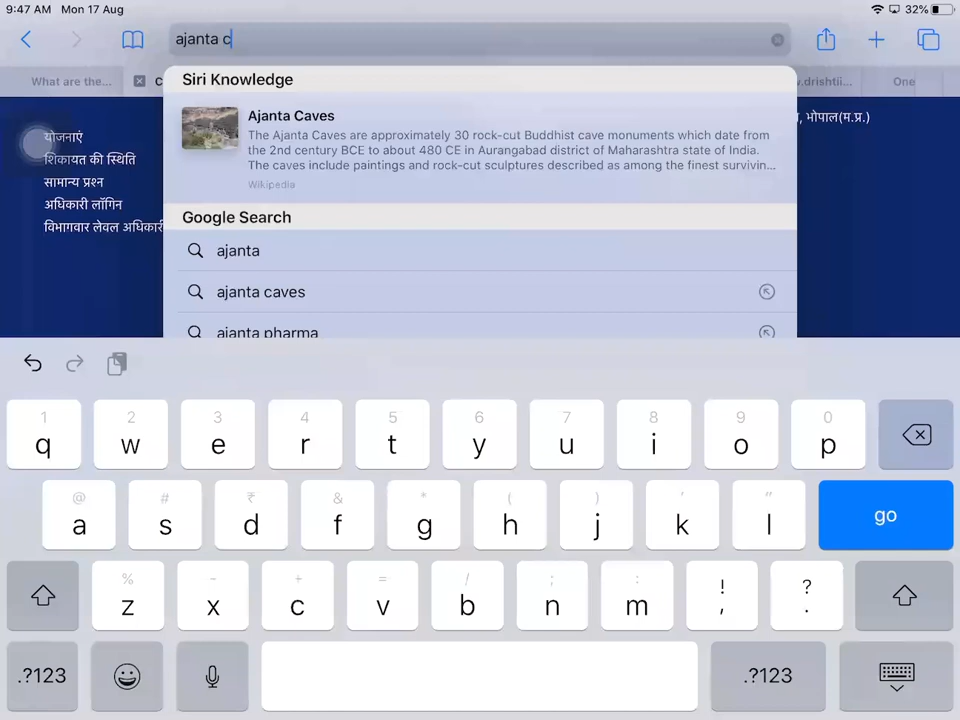 9:47 AM Mon 17 Aug 32%
ajanta c
What are the... C .drishtii... One
Siri Knowledge
Ajanta Caves
The Ajanta Caves are approximately 30 rock-cut Buddhist cave monuments which date from
the 2nd century BCE to about 480 CE in Aurangabad district of Maharashtra state of India.
The caves include paintings and rock-cut sculptures described as among the finest survivin...
Wikipedia
Google Search
ajanta
ajanta caves
ajanta pharma
योजनाएं
शिकायत की स्थिति
सामान्य प्रश्न
अधिकारी लॉगिन
विभागवार लेवल अधिकारी
, भोपाल(म.प्र.)
1 2 3 4 5 6 7 8 9 0
q w e r t y u i o p
@ # ₹ & * ( ) ' "
a s d f g h j k l go
% - + = / ; : ! ?
z x c v b n m , .
.?123 .?123